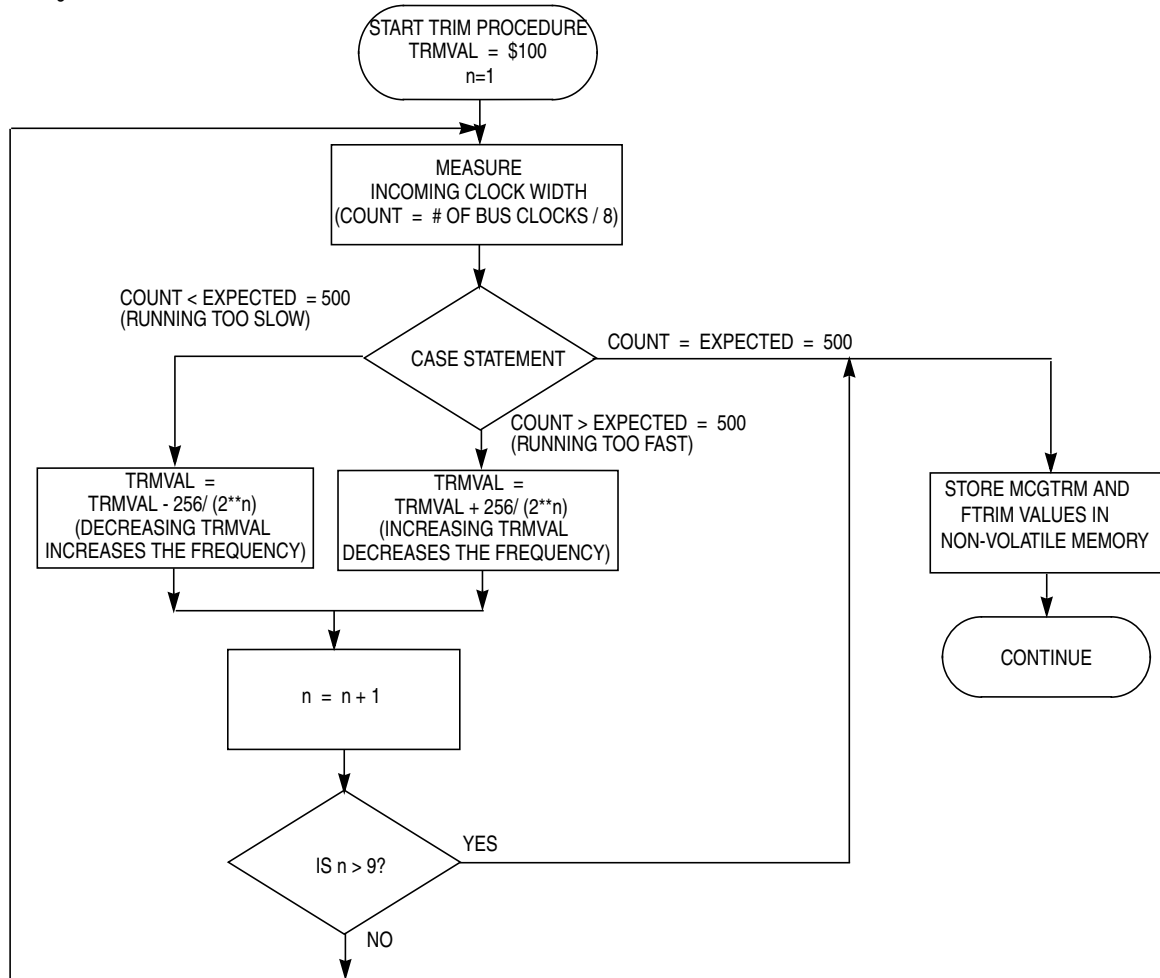 START TRIM PROCEDURE
TRMVAL = $100
n=1
MEASURE
INCOMING CLOCK WIDTH
(COUNT = # OF BUS CLOCKS / 8)
COUNT < EXPECTED = 500
(RUNNING TOO SLOW)
CASE STATEMENT
COUNT = EXPECTED = 500
COUNT > EXPECTED = 500
(RUNNING TOO FAST)
TRMVAL =
TRMVAL - 256/ (2**n)
(DECREASING TRMVAL
INCREASES THE FREQUENCY)
TRMVAL =
TRMVAL + 256/ (2**n)
(INCREASING TRMVAL
DECREASES THE FREQUENCY)
STORE MCGTRM AND
FTRIM VALUES IN
NON-VOLATILE MEMORY
CONTINUE
n = n + 1
IS n > 9?
YES
NO